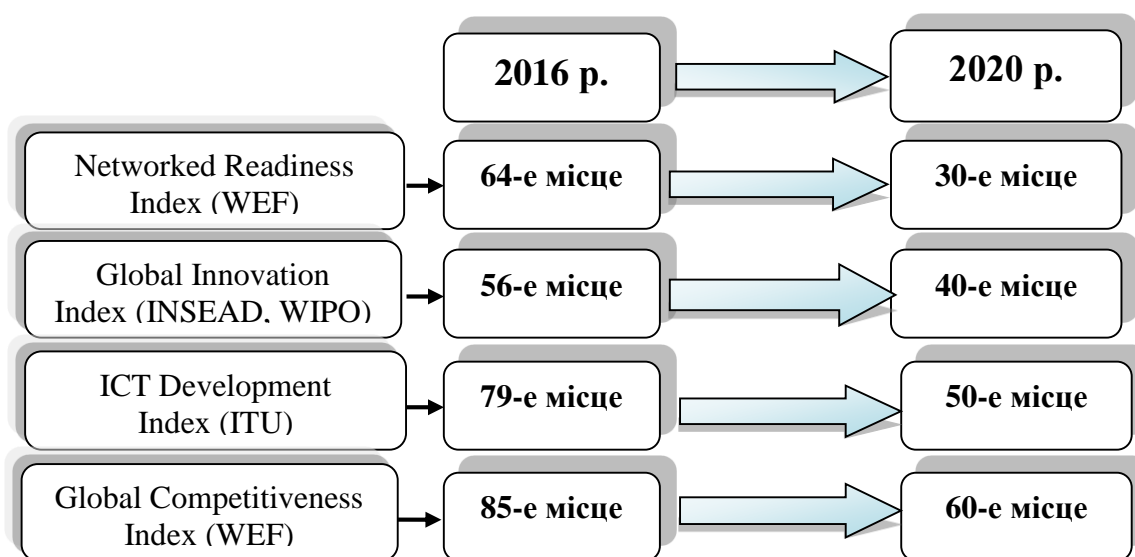 2016 р.
2020 р.
Networked Readiness
Index (WEF)
64-е місце
30-е місце
Global Innovation
Index (INSEAD, WIPO)
56-е місце
40-е місце
ICT Development
Index (ITU)
79-е місце
50-е місце
Global Competitiveness
Index (WEF)
85-е місце
60-е місце